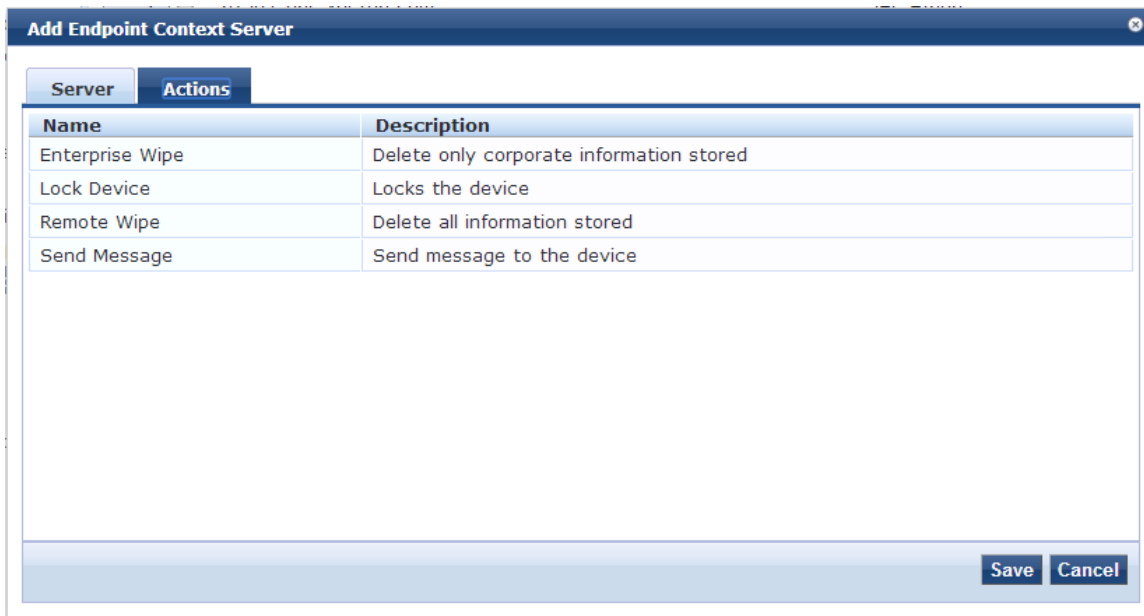 Add Endpoint Context Server
Server Actions
Name Description
Enterprise Wipe Delete only corporate information stored
Lock Device Locks the device
Remote Wipe Delete all information stored
Send Message Send message to the device
Save Cancel